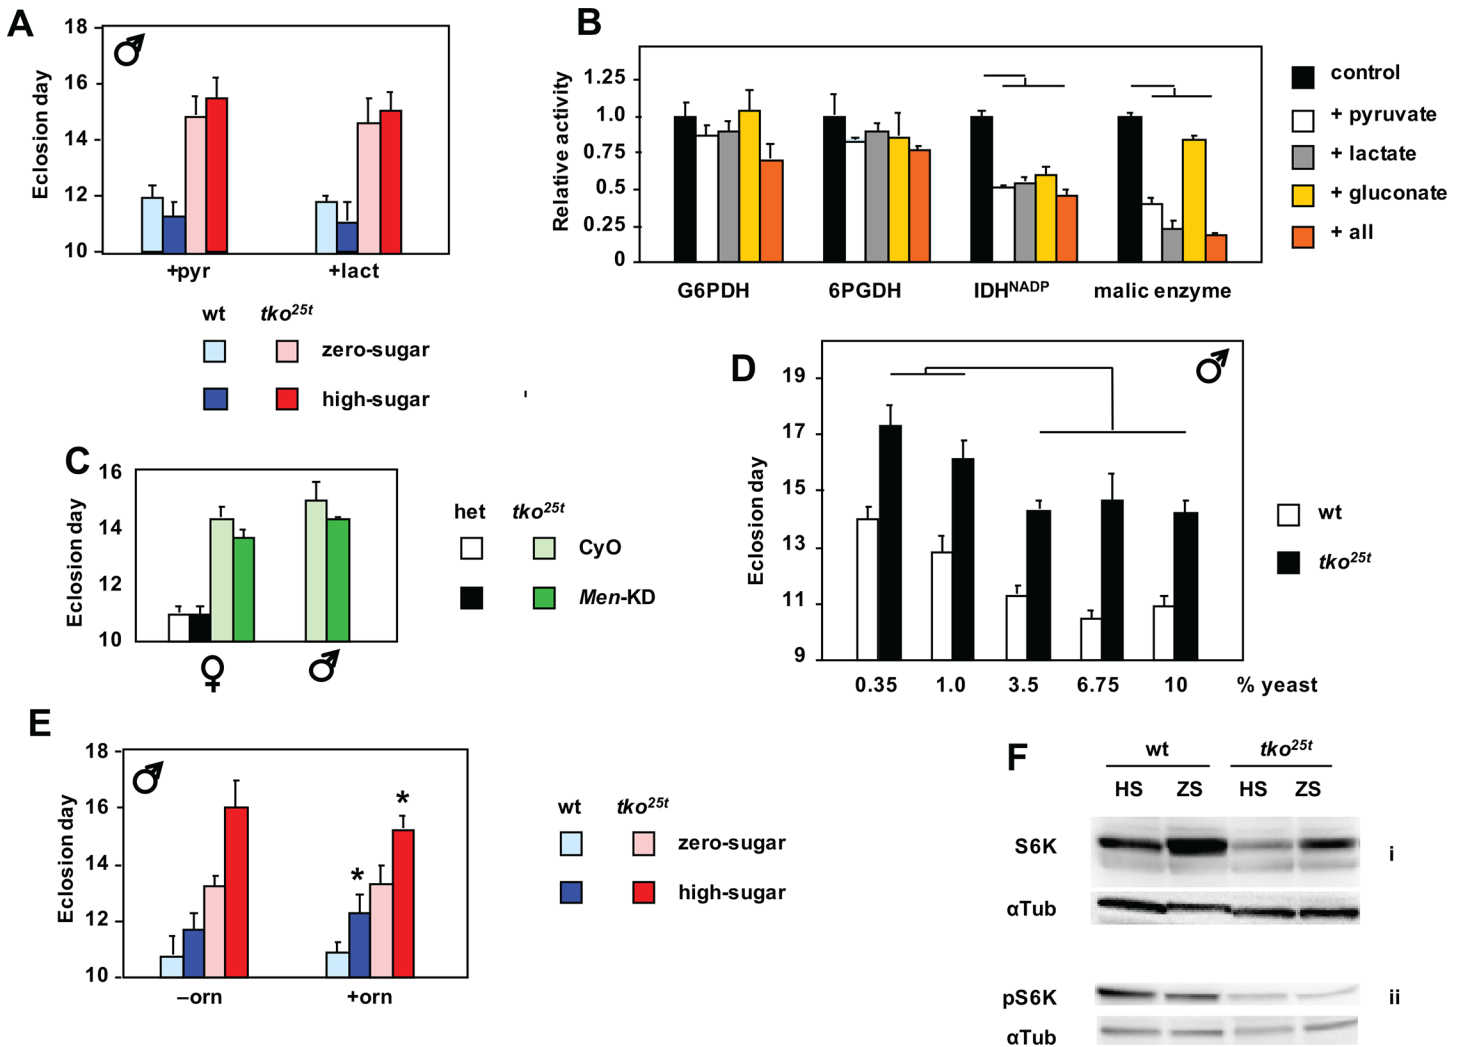 A
18
16
14
12
10
Eclosion day
♂
+pyr
+lact
wt tko25t
zero-sugar
high-sugar
B
1.25
1.0
0.75
0.5
0.25
0
Relative activity
G6PDH
6PGDH
IDHNADP
malic enzyme
control
+ pyruvate
+ lactate
+ gluconate
+ all
C
16
14
12
10
Eclosion day
♀
♂
het tko25t
CyO
Men-KD
D
19
17
15
13
11
9
Eclosion day
♂
0.35 1.0 3.5 6.75 10 % yeast
wt
tko25t
E
18
16
14
12
10
Eclosion day
♂
*
*
–orn
+orn
wt tko25t
zero-sugar
high-sugar
F
wt tko25t
HS ZS HS ZS
S6K
i
αTub
pS6K
ii
αTub